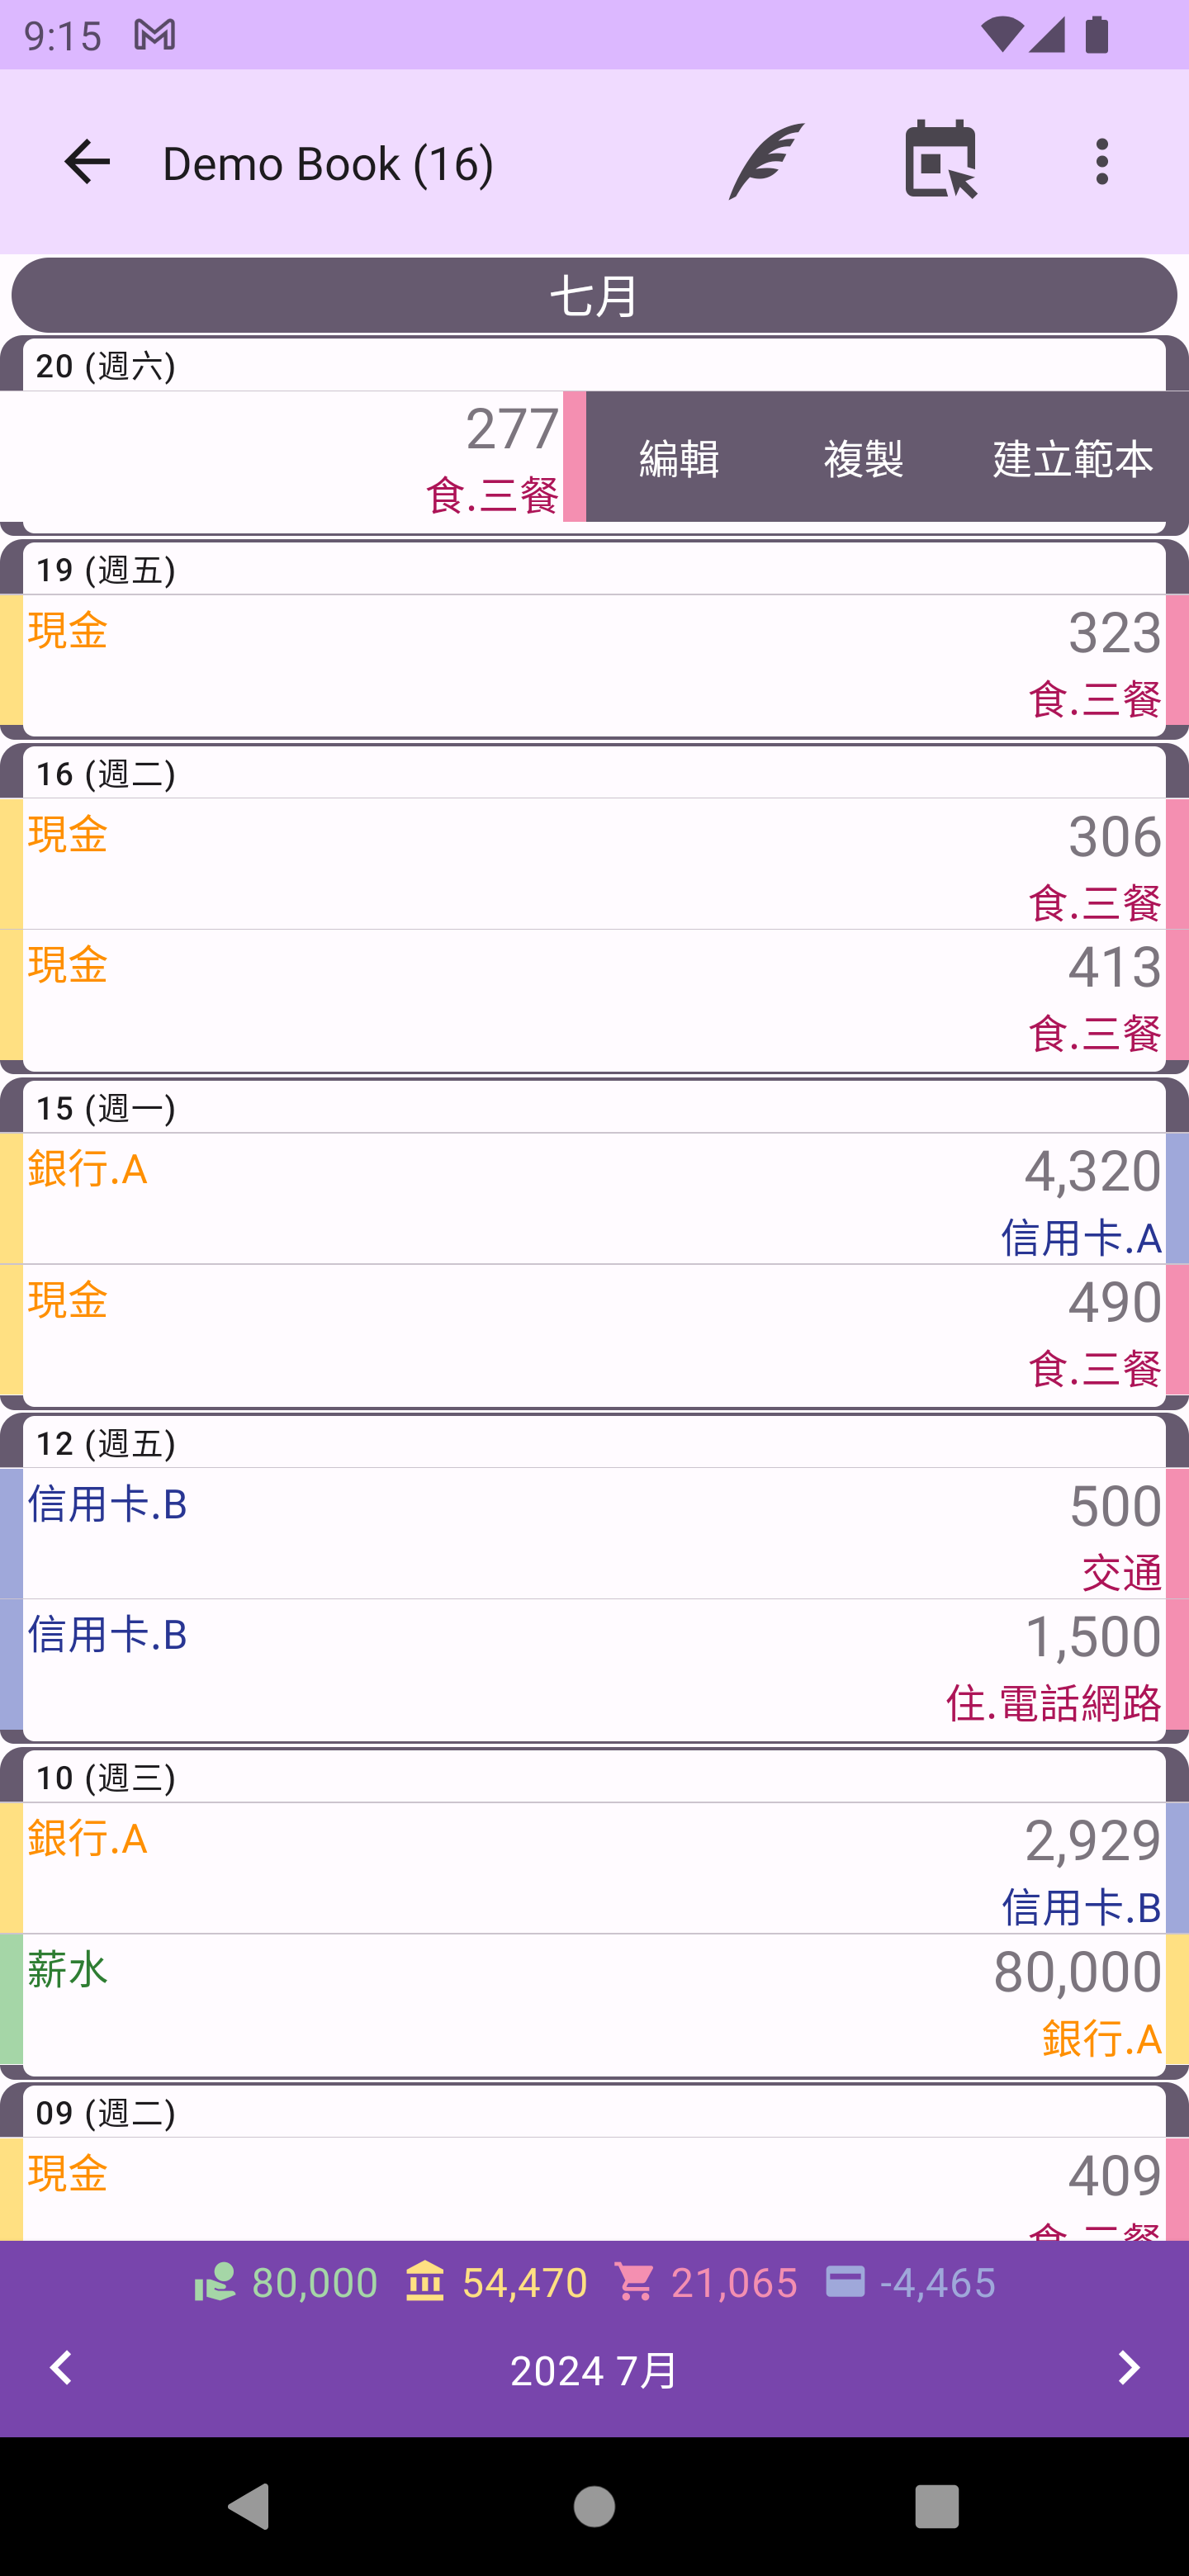 9:15
Demo Book (16)
七月
20 (週六)
277
食.三餐
編輯 複製 建立範本
19 (週五)
現金 323
食.三餐
16 (週二)
現金 306
食.三餐
現金 413
食.三餐
15 (週一)
銀行.A 4,320
信用卡.A
現金 490
食.三餐
12 (週五)
信用卡.B 500
交通
信用卡.B 1,500
住.電話網路
10 (週三)
銀行.A 2,929
信用卡.B
薪水 80,000
銀行.A
09 (週二)
現金 409
80,000 54,470 21,065 -4,465
2024 7月